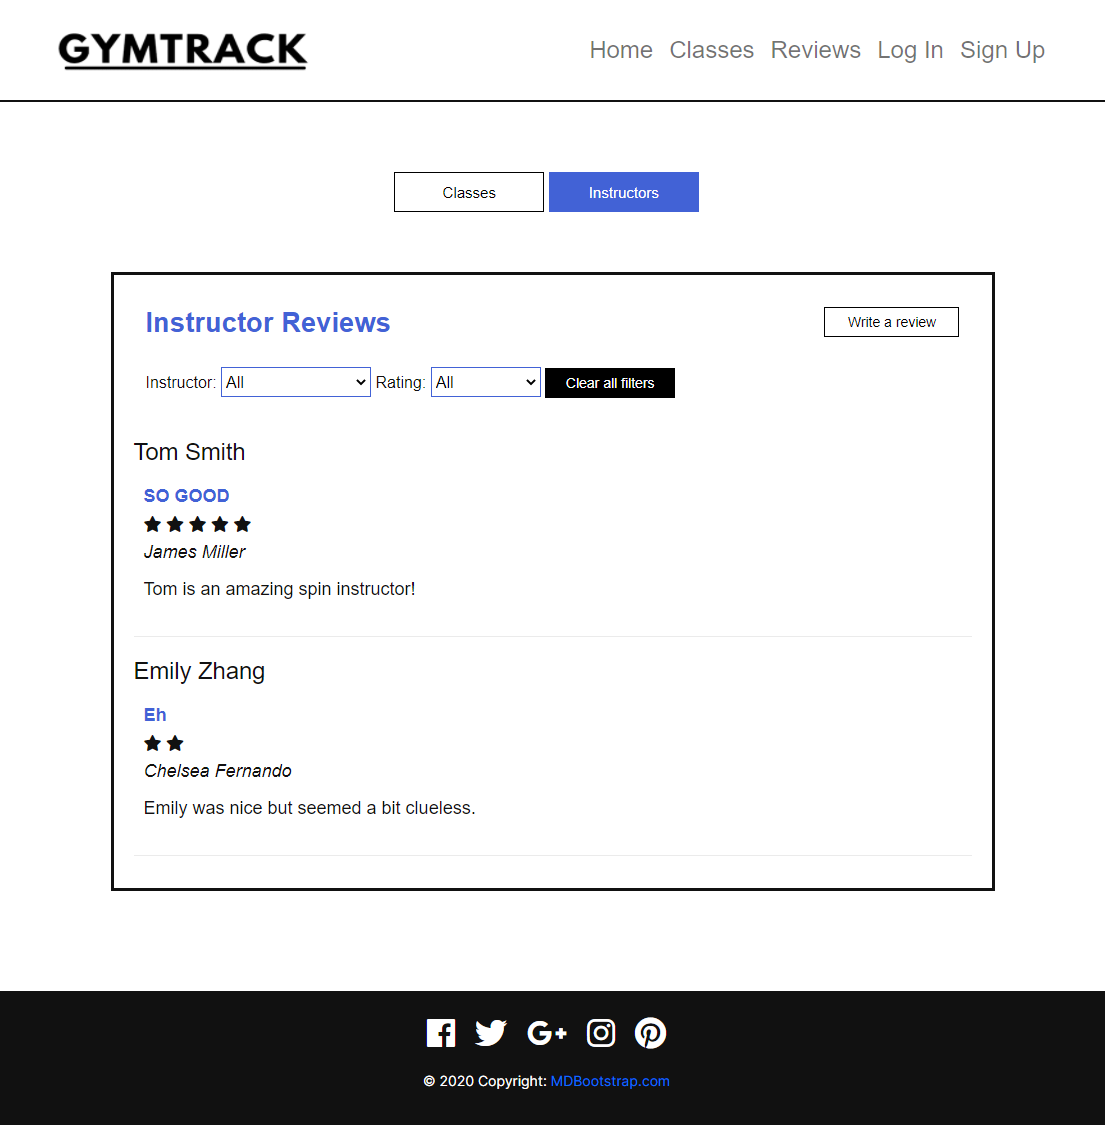 GYMTRACK
Home Classes Reviews Log In Sign Up
Classes Instructors
Instructor Reviews
Write a review
Instructor: All Rating: All Clear all filters
Tom Smith
SO GOOD
James Miller
Tom is an amazing spin instructor!
Emily Zhang
Eh
Chelsea Fernando
Emily was nice but seemed a bit clueless.
© 2020 Copyright: MDBootstrap.com